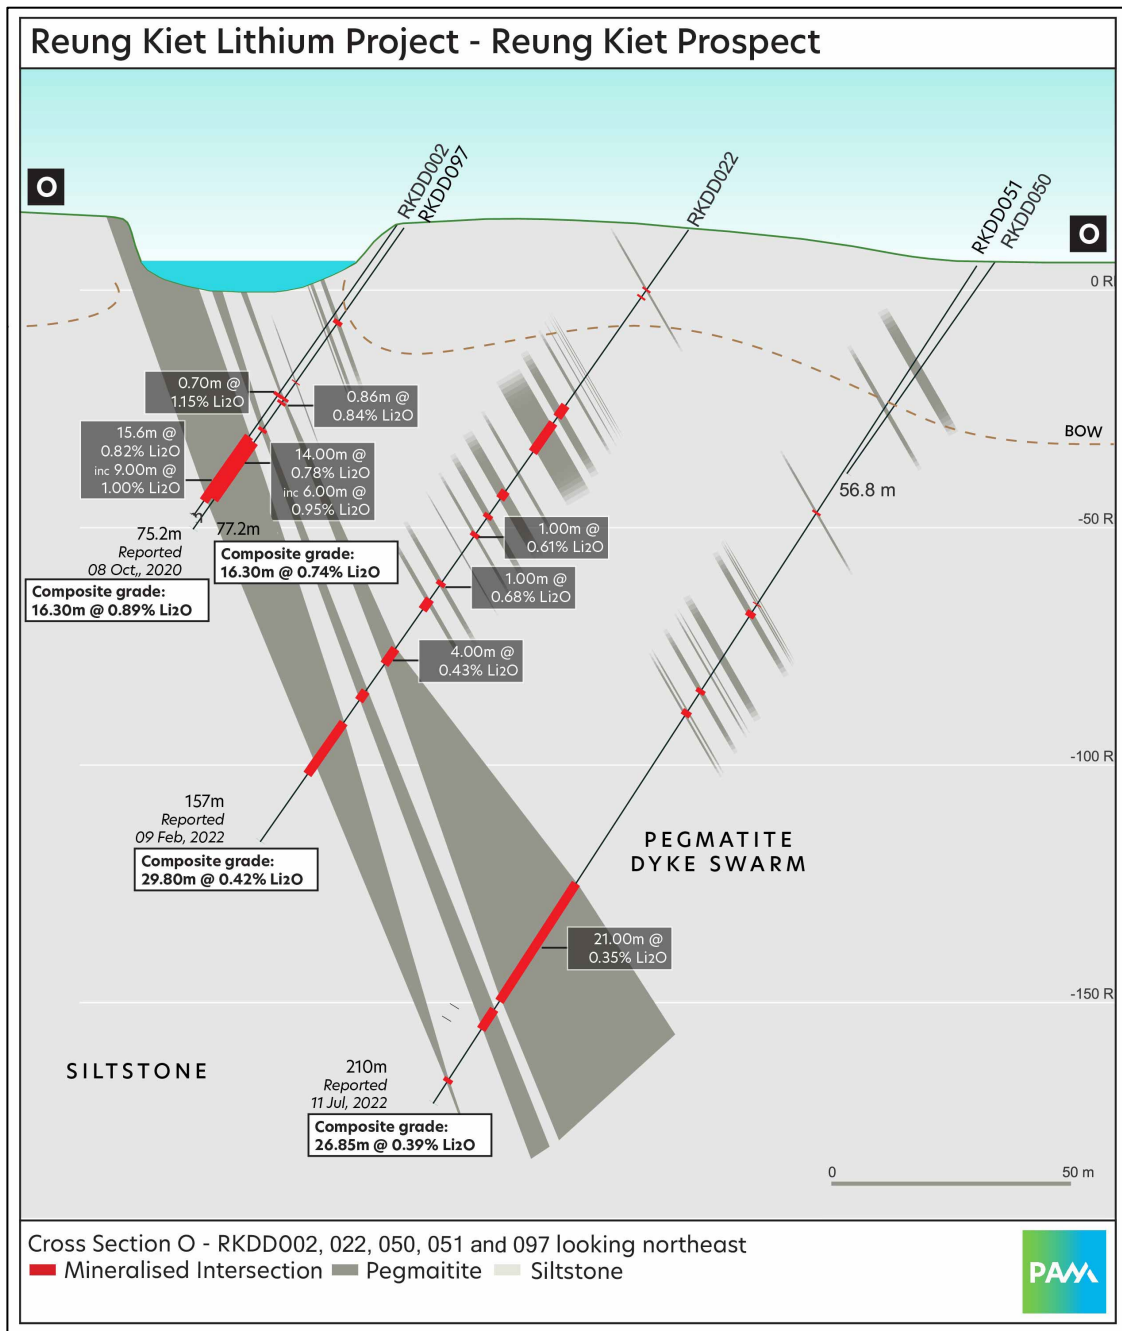 Reung Kiet Lithium Project - Reung Kiet Prospect
O
RKDD002
RKDD097
RKDD022
RKDD051
RKDD050
O
0 R
0.70m @
1.15% Li2O
0.86m @
0.84% Li2O
15.6m @
0.82% Li2O
inc 9.00m @
1.00% Li2O
14.00m @
0.78% Li2O
inc 6.00m @
0.95% Li2O
BOW
56.8 m
-50 R
75.2m
Reported
08 Oct,, 2020
Composite grade:
16.30m @ 0.89% Li2O
77.2m
Composite grade:
16.30m @ 0.74% Li2O
1.00m @
0.61% Li2O
1.00m @
0.68% Li2O
4.00m @
0.43% Li2O
-100 R
157m
Reported
09 Feb, 2022
Composite grade:
29.80m @ 0.42% Li2O
PEGMATITE
DYKE SWARM
21.00m @
0.35% Li2O
-150 R
SILTSTONE
210m
Reported
11 Jul, 2022
Composite grade:
26.85m @ 0.39% Li2O
0 50 m
Cross Section O - RKDD002, 022, 050, 051 and 097 looking northeast
Mineralised Intersection Pegmaitite Siltstone
PAM